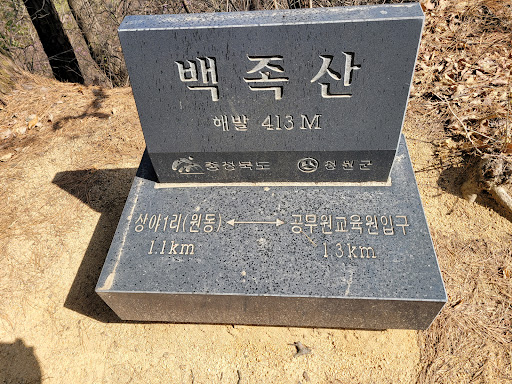 백족산
해발 413 M
충청북도 청원군
상야1리(원동) ↔ 공무원교육원입구
1.1km 1.3km